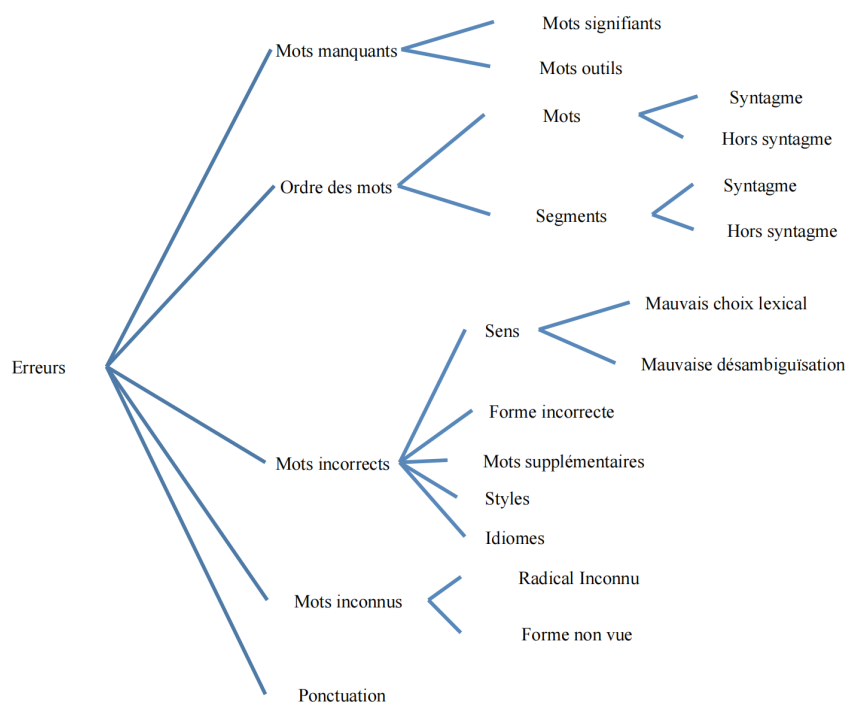 Erreurs
Mots manquants
Mots signifiants
Mots outils
Ordre des mots
Mots
Syntagme
Hors syntagme
Segments
Syntagme
Hors syntagme
Mots incorrects
Sens
Mauvais choix lexical
Mauvaise désambiguïsation
Forme incorrecte
Mots supplémentaires
Styles
Idiomes
Mots inconnus
Radical Inconnu
Forme non vue
Ponctuation